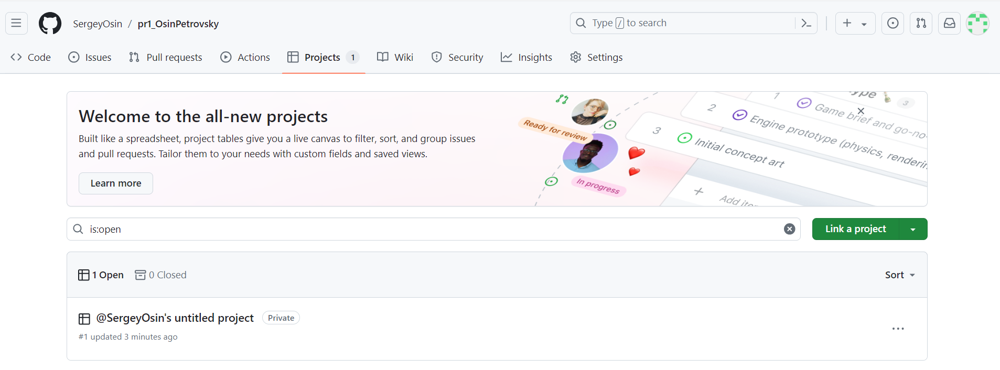 SergeyOsin / pr1_OsinPetrovsky
Type / to search
Code Issues Pull requests Actions Projects 1 Wiki Security Insights Settings
Welcome to the all-new projects
Built like a spreadsheet, project tables give you a live canvas to filter, sort, and group issues
and pull requests. Tailor them to your needs with custom fields and saved views.
Learn more
Ready for review
In progress
1 Game brief and go-no-
3
2 Engine prototype (physics, renderin
3 Initial concept art
+ Add ite
is:open
Link a project
1 Open 0 Closed
Sort
@SergeyOsin's untitled project Private
#1 updated 3 minutes ago